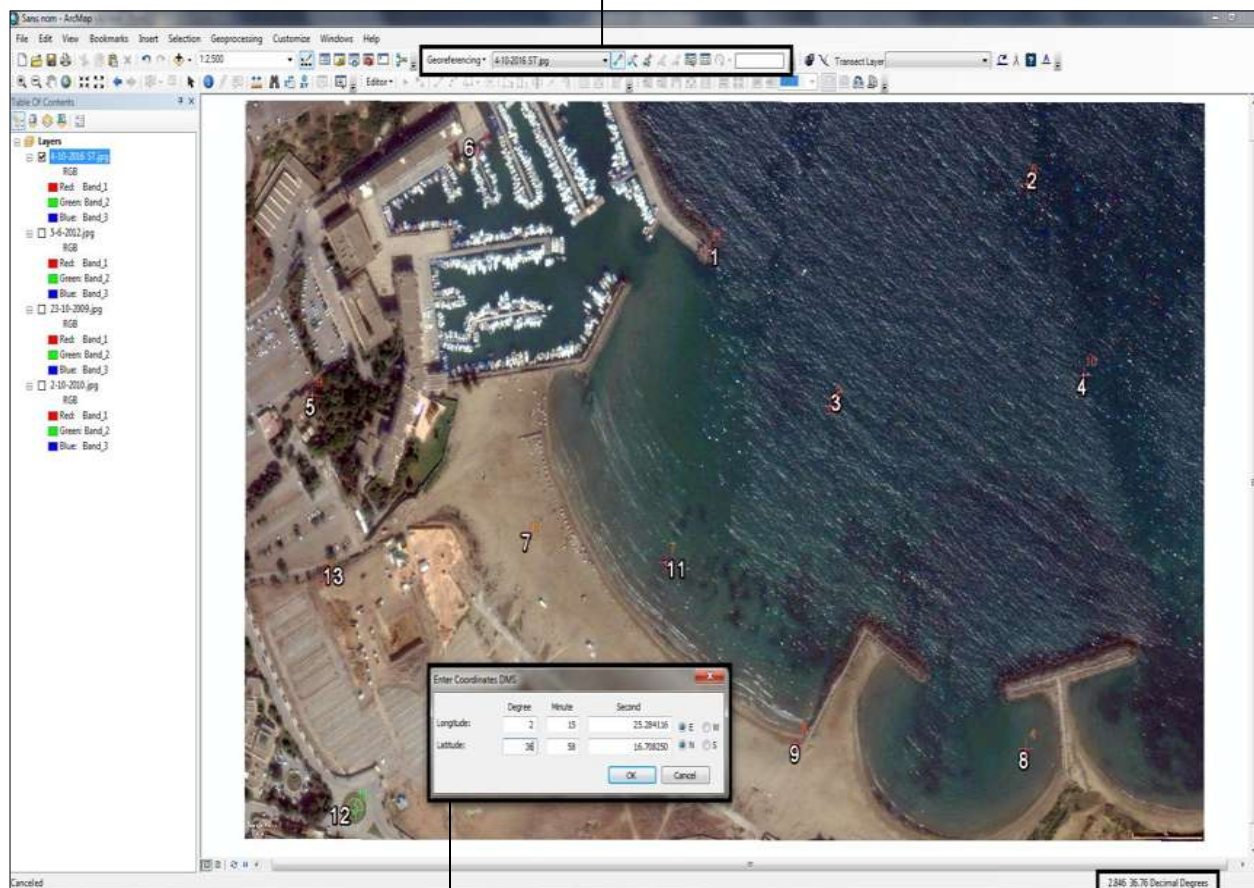 Sans nom - ArcMap
File Edit View Bookmarks Insert Selection Geoprocessing Customize Windows Help
1:2 500 Georeferencing 4-10-2016 ST.jpg Transect Layer
Editor
Table Of Contents
Layers
4-10-2016 ST.jpg
RGB
Red: Band_1
Green: Band_2
Blue: Band_3
3-6-2012.jpg
RGB
Red: Band_1
Green: Band_2
Blue: Band_3
23-10-2009.jpg
RGB
Red: Band_1
Green: Band_2
Blue: Band_3
2-10-2010.jpg
RGB
Red: Band_1
Green: Band_2
Blue: Band_3
6
2
1
10
3
4
5
7
11
13
9
8
12
Enter Coordinates DMS
Degree Minute Second
Longitude: 2 15 25.284116 E W
Latitude: 36 58 16.708250 N S
OK Cancel
Canceled 2.846 36.76 Decimal Degrees